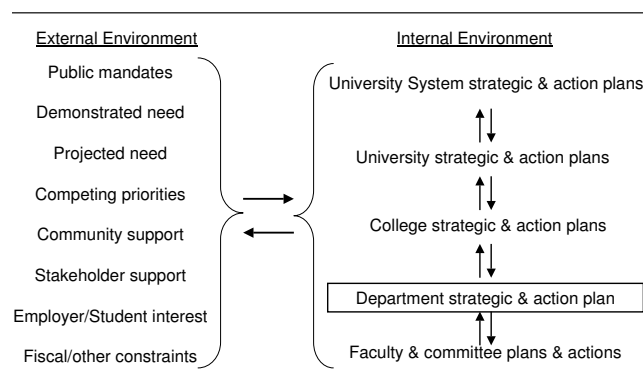 External Environment
Public mandates
Demonstrated need
Projected need
Competing priorities
Community support
Stakeholder support
Employer/Student interest
Fiscal/other constraints
Internal Environment
University System strategic & action plans
University strategic & action plans
College strategic & action plans
Department strategic & action plan
Faculty & committee plans & actions